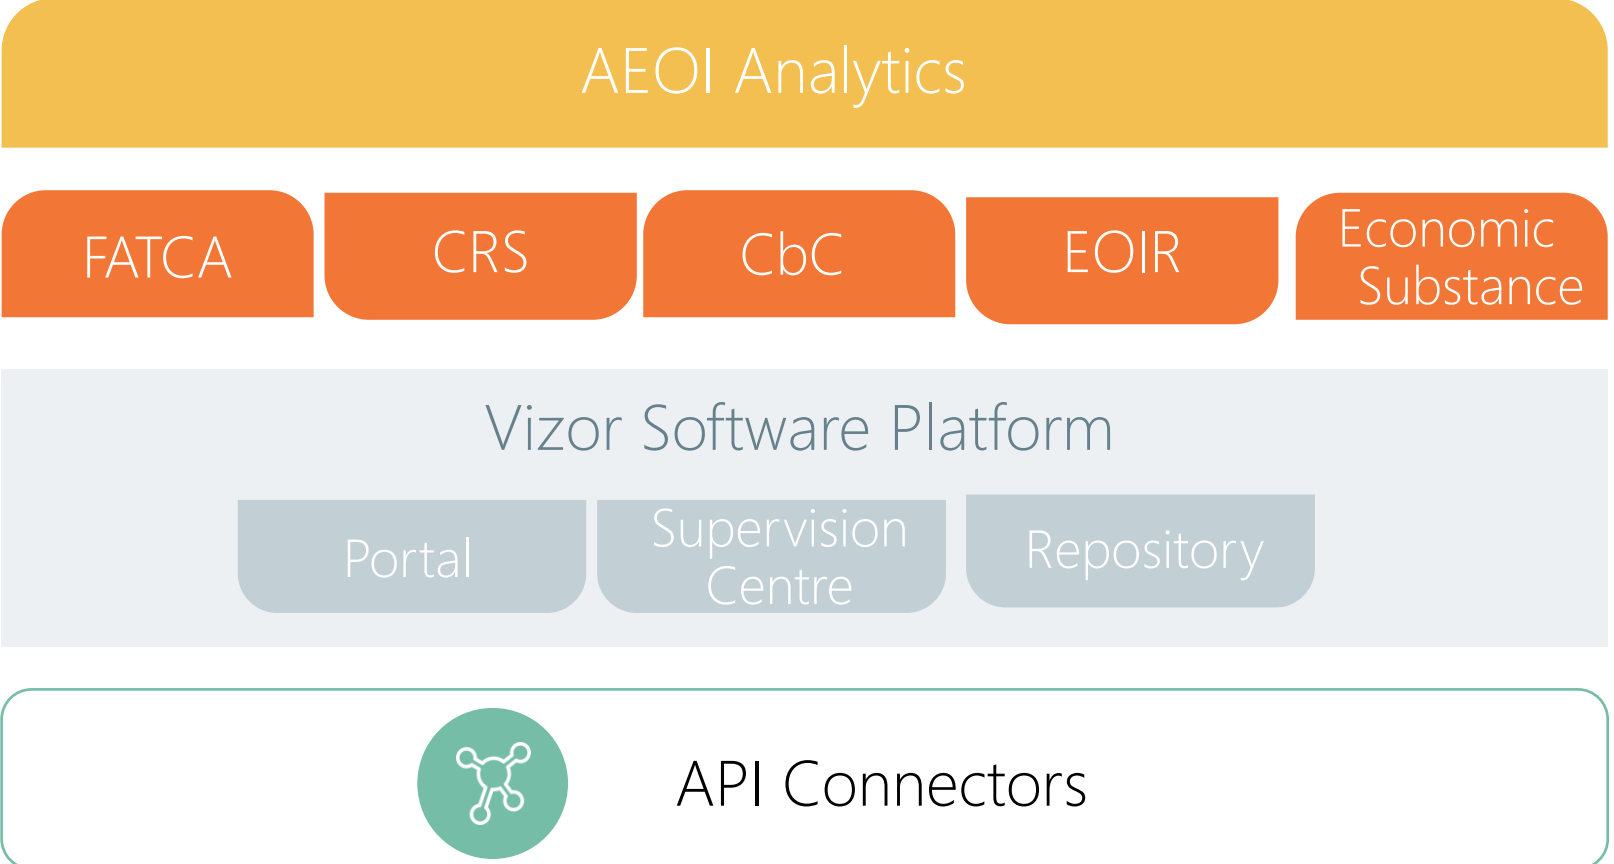 AEOI Analytics
FATCA
CRS
CbC
EOIR
Economic
Substance
Vizor Software Platform
Portal
Supervision
Centre
Repository
API Connectors